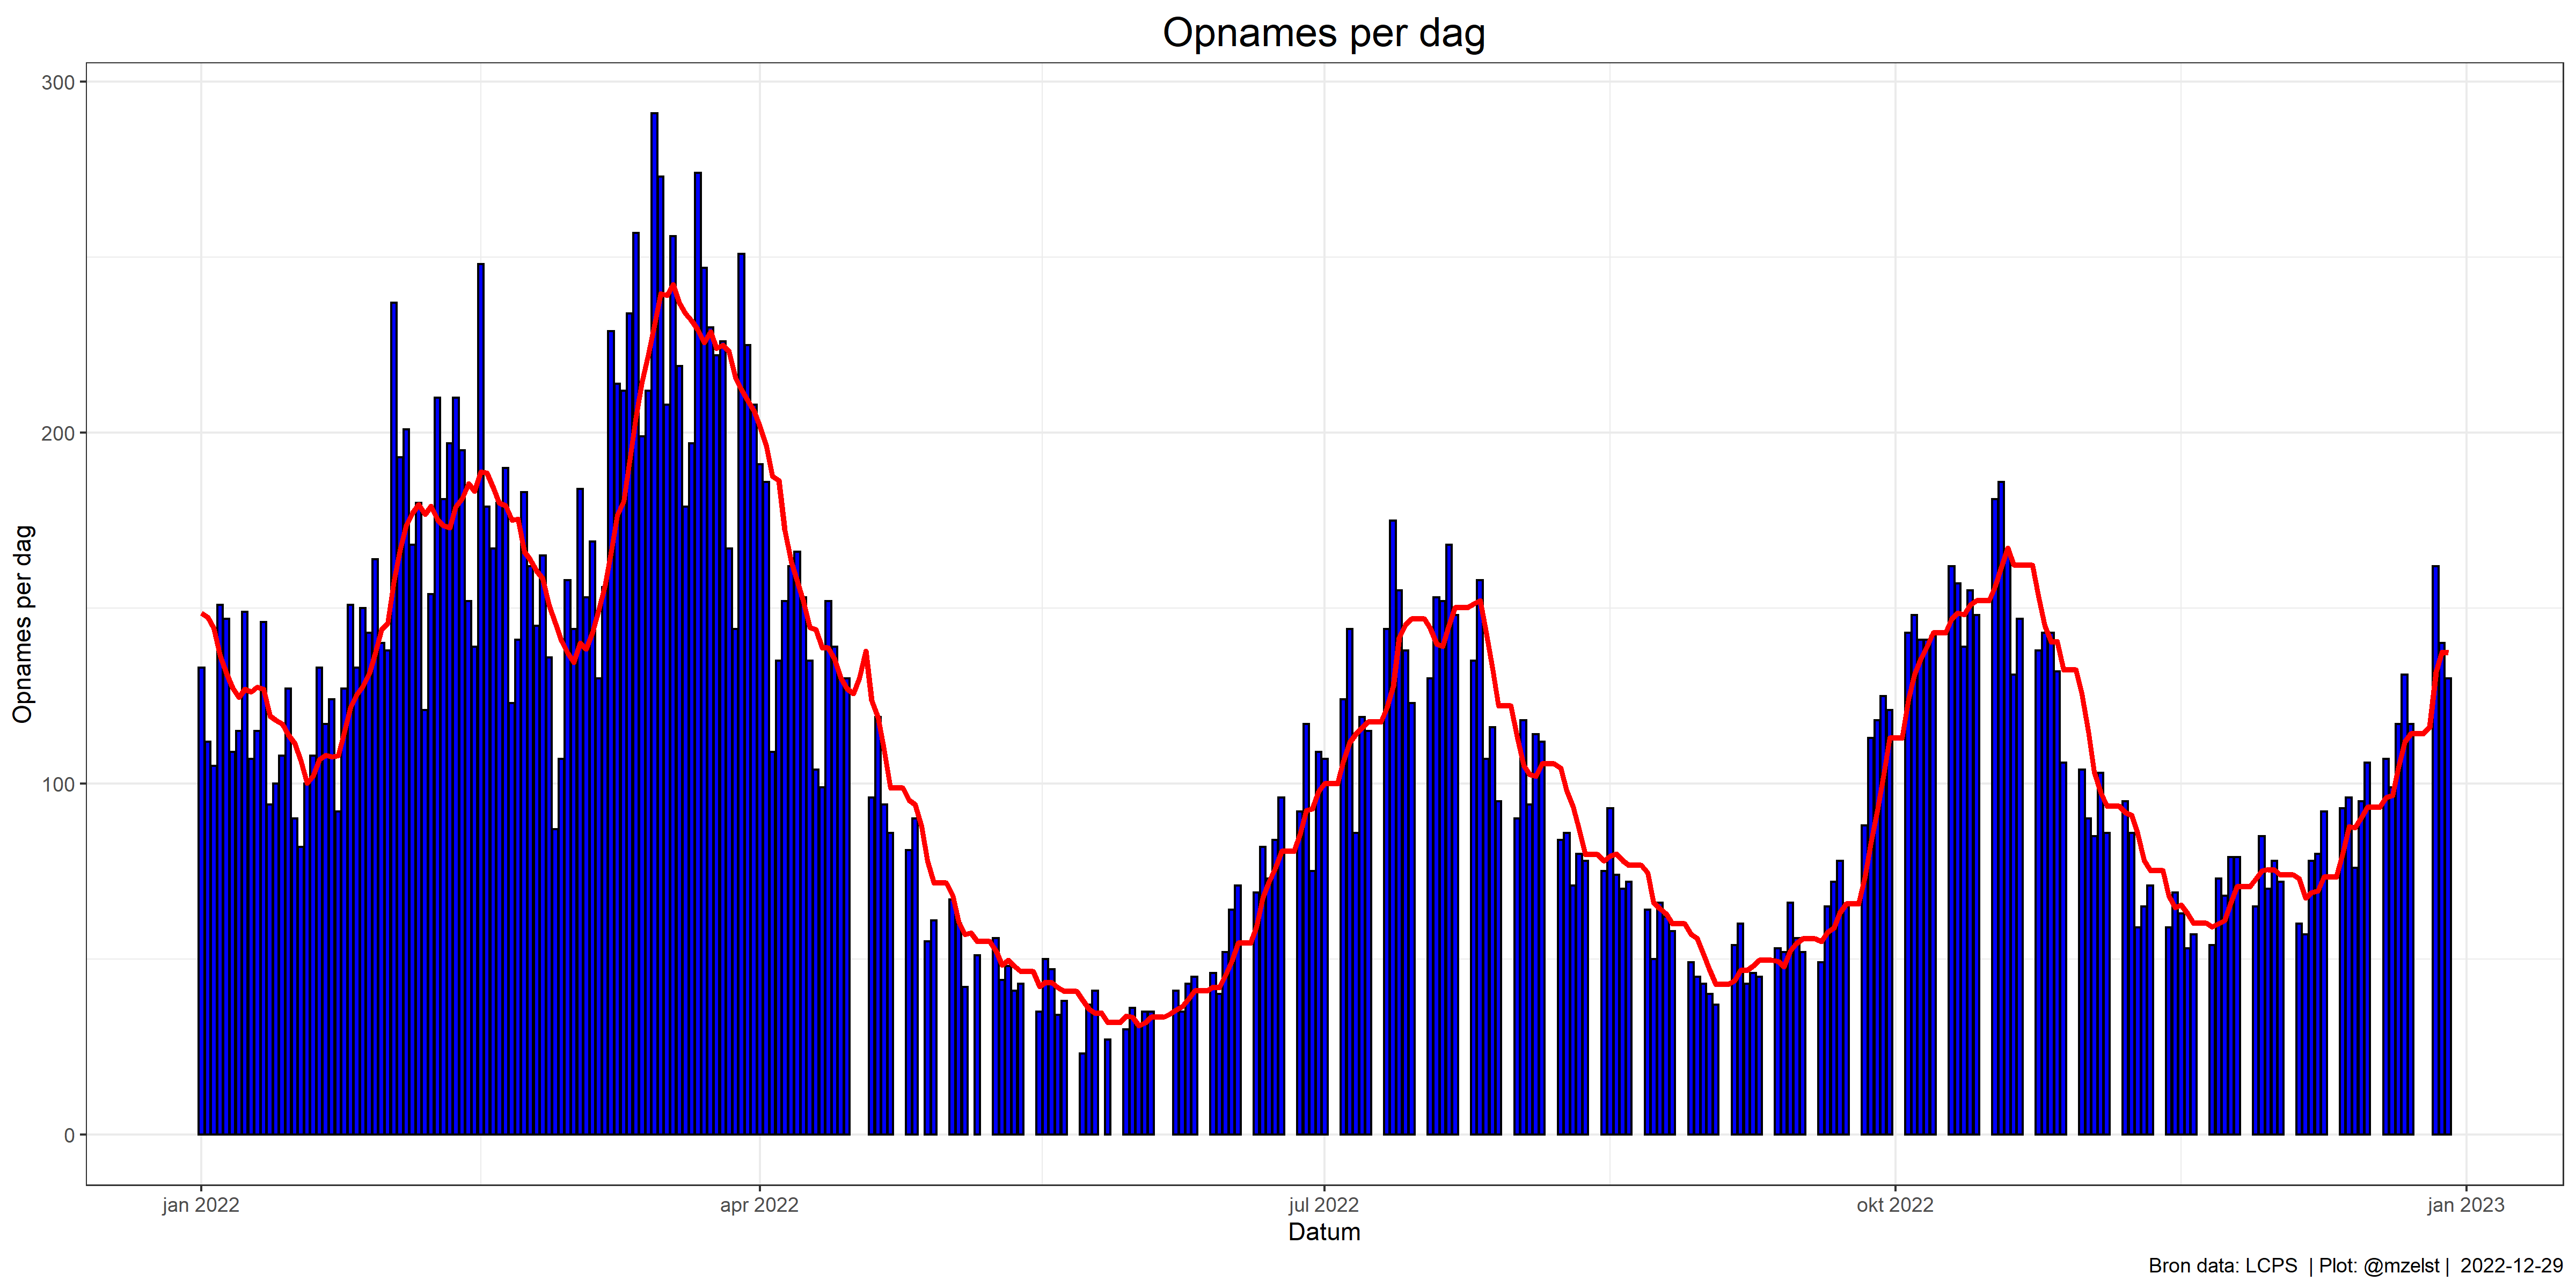 Opnames per dag
300
200
100
0
Opnames per dag
jan 2022 apr 2022 jul 2022 okt 2022 jan 2023
Datum
Bron data: LCPS | Plot: @mzelst | 2022-12-29